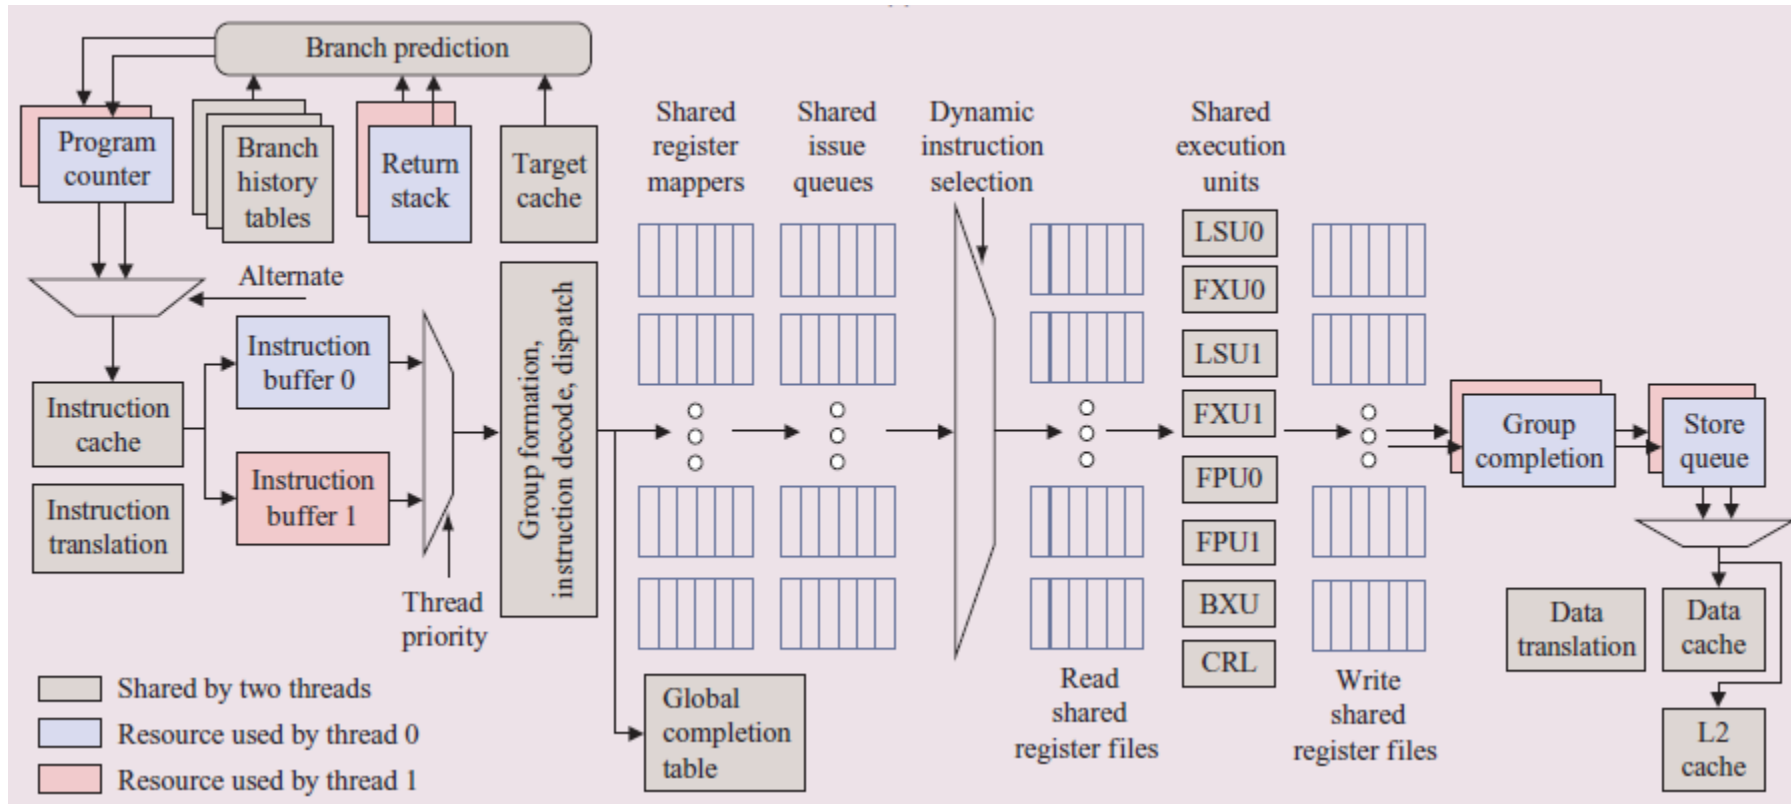 Branch prediction
Program
counter
Branch
history
tables
Return
stack
Target
cache
Shared
register
mappers
Shared
issue
queues
Dynamic
instruction
selection
Shared
execution
units
Alternate
Instruction
cache
Instruction
translation
Instruction
buffer 0
Instruction
buffer 1
Thread
priority
Group formation,
instruction decode, dispatch
Global
completion
table
LSU0
FXU0
LSU1
FXU1
FPU0
FPU1
BXU
CRL
Read
shared
register files
Write
shared
register files
Group
completion
Store
queue
Data
translation
Data
cache
L2
cache
Shared by two threads
Resource used by thread 0
Resource used by thread 1